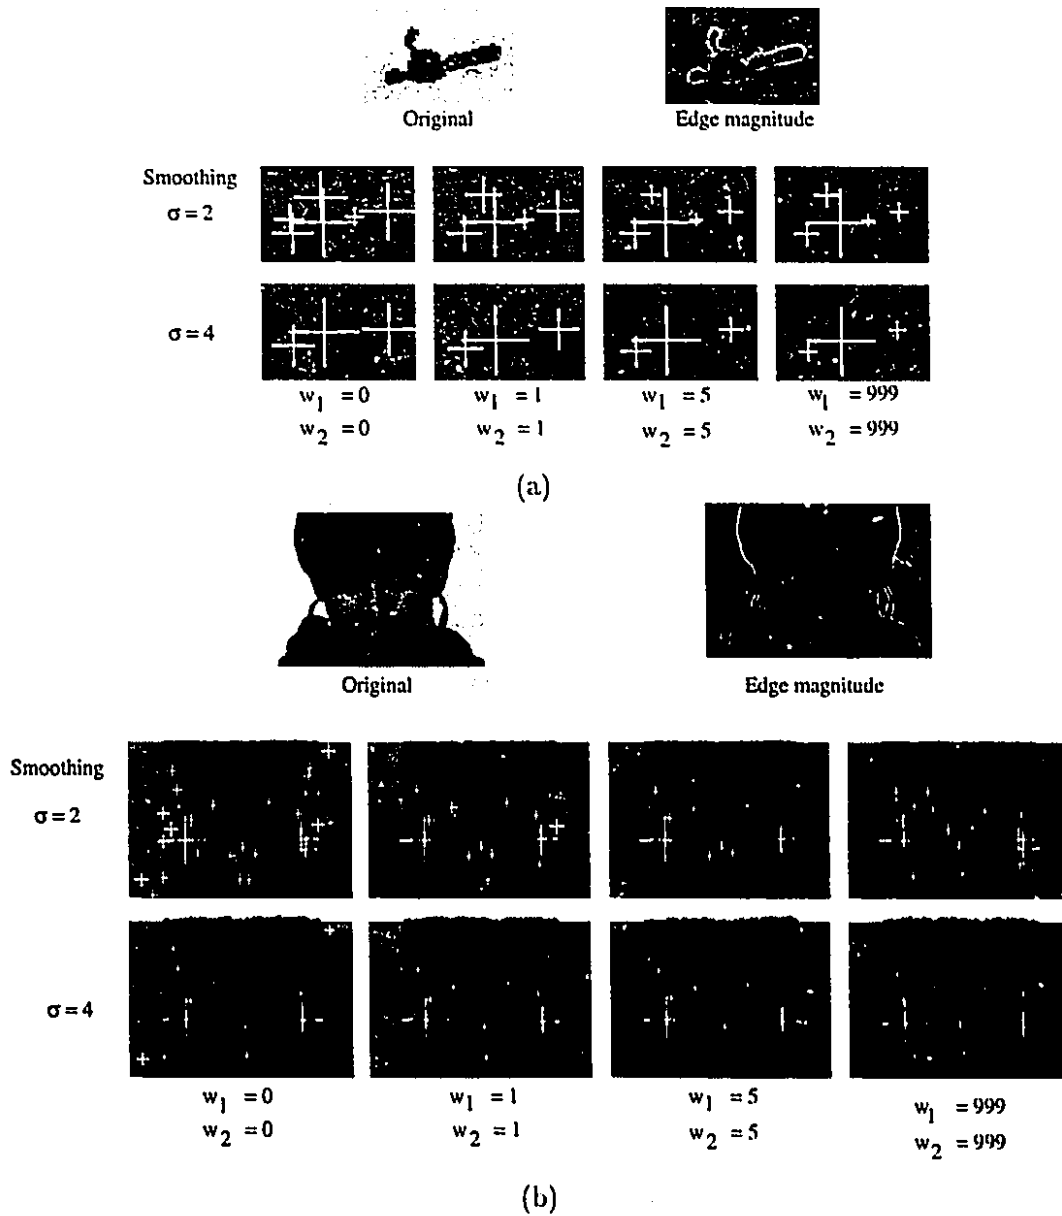 Original Edge magnitude
Smoothing
σ = 2
σ = 4
w1 = 0 w1 = 1 w1 = 5 w1 = 999
w2 = 0 w2 = 1 w2 = 5 w2 = 999
(a)
Original Edge magnitude
Smoothing
σ = 2
σ = 4
w1 = 0 w1 = 1 w1 = 5 w1 = 999
w2 = 0 w2 = 1 w2 = 5 w2 = 999
(b)